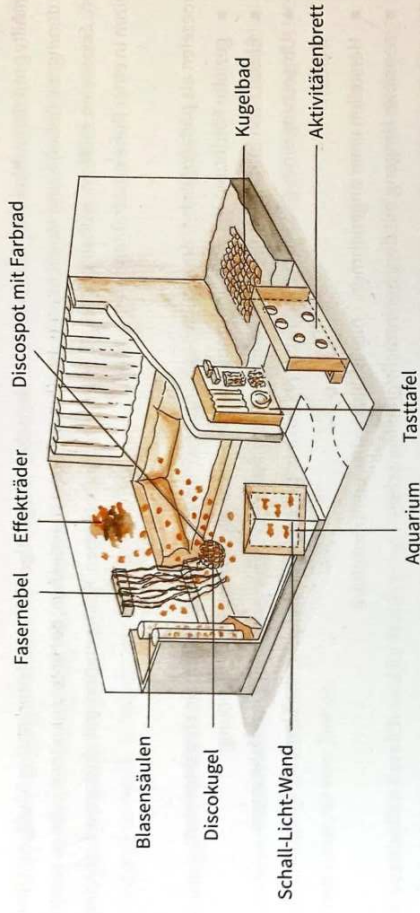 Fasernebel
Effekträder
Discospot mit Farbrad
Blasensäulen
Discokugel
Schall-Licht-Wand
Kugelbad
Aktivitätenbrett
Tasttafel
Aquarium